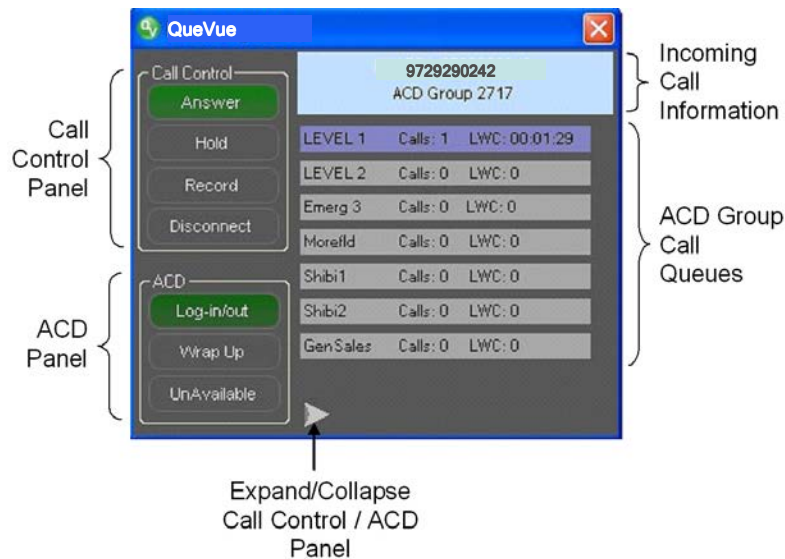 QueVue
Call Control
Answer
Hold
Record
Disconnect
ACD
Log-in/out
Wrap Up
UnAvailable
9729290242
ACD Group 2717
LEVEL 1 Calls: 1 LWC: 00:01:29
LEVEL 2 Calls: 0 LWC: 0
Emerg 3 Calls: 0 LWC: 0
Morefld Calls: 0 LWC: 0
Shibi1 Calls: 0 LWC: 0
Shibi2 Calls: 0 LWC: 0
GenSales Calls: 0 LWC: 0
Call
Control
Panel
ACD
Panel
Incoming
Call
Information
ACD Group
Call
Queues
Expand/Collapse
Call Control / ACD
Panel